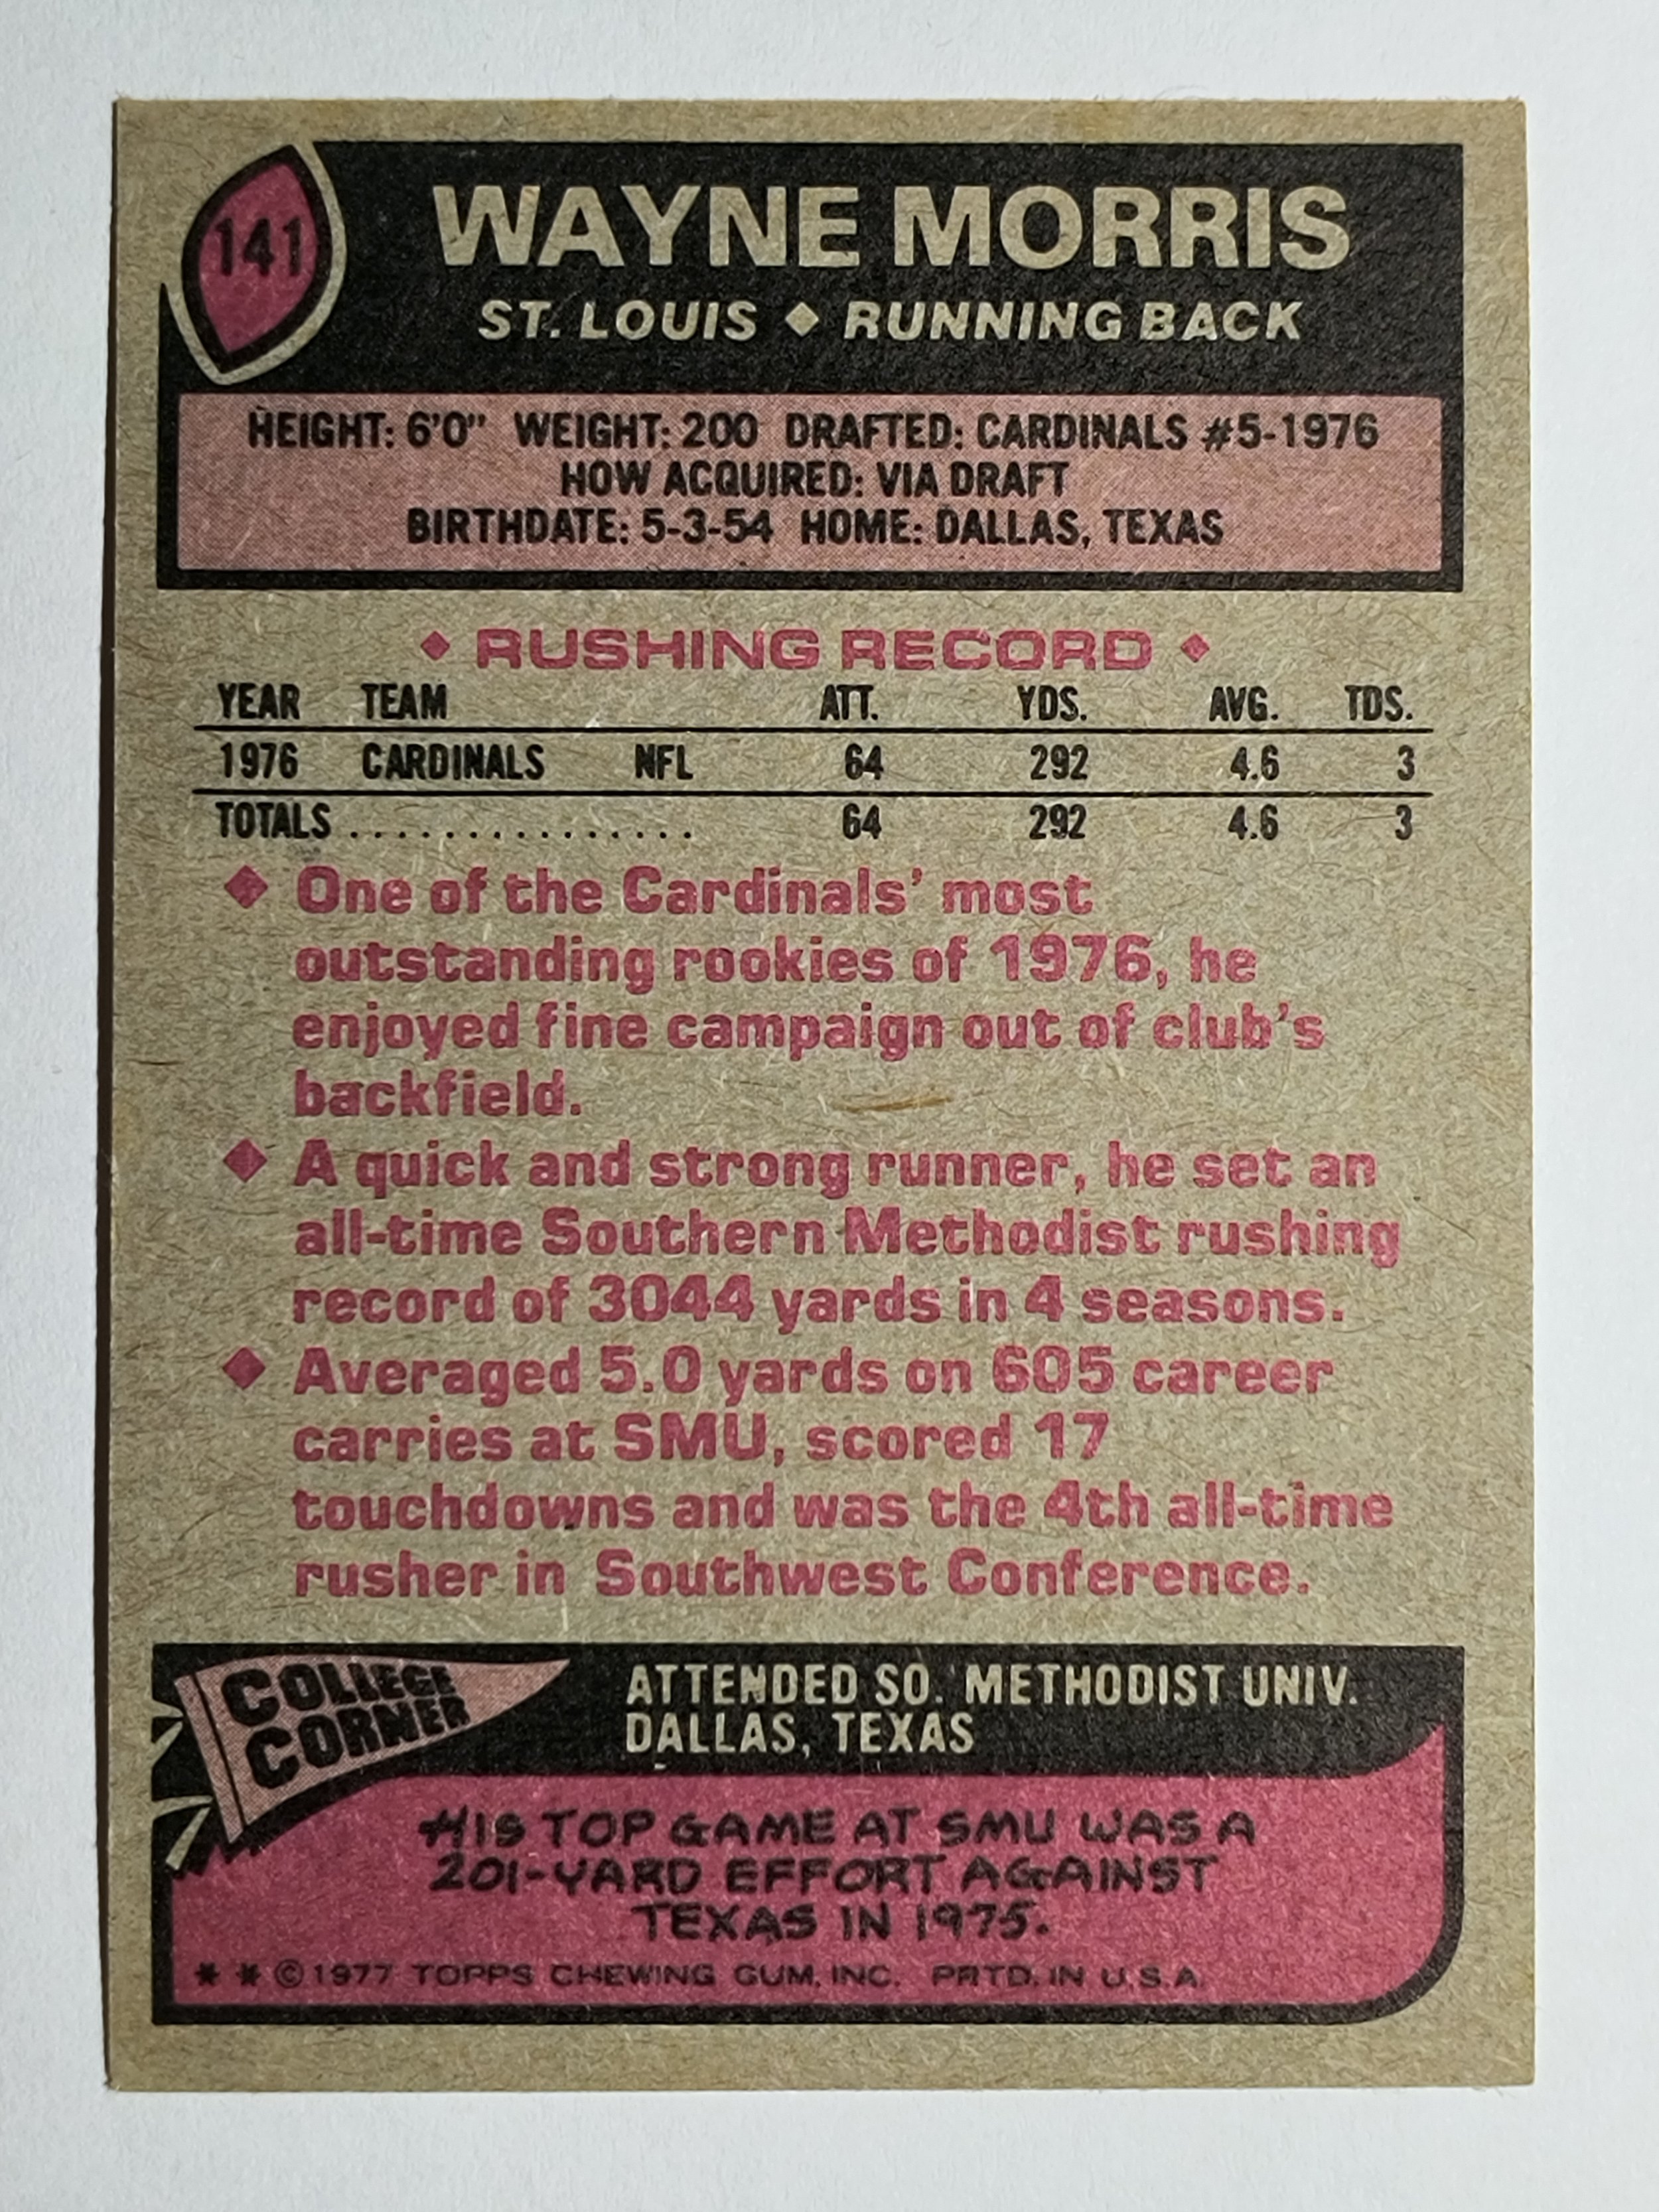 141
WAYNE MORRIS
ST. LOUIS ◆ RUNNING BACK
HEIGHT: 6'0" WEIGHT: 200 DRAFTED: CARDINALS #5-1976
HOW ACQUIRED: VIA DRAFT
BIRTHDATE: 5-3-54 HOME: DALLAS, TEXAS
◆ RUSHING RECORD ◆
YEAR TEAM ATT. YDS. AVG. TDS.
1976 CARDINALS NFL 64 292 4.6 3
TOTALS ............... 64 292 4.6 3
◆ One of the Cardinals' most
outstanding rookies of 1976, he
enjoyed fine campaign out of club's
backfield.
◆ A quick and strong runner, he set an
all-time Southern Methodist rushing
record of 3044 yards in 4 seasons.
◆ Averaged 5.0 yards on 605 career
carries at SMU, scored 17
touchdowns and was the 4th all-time
rusher in Southwest Conference.
COLLEGE
CORNER
ATTENDED SO. METHODIST UNIV.
DALLAS, TEXAS
HIS TOP GAME AT SMU WAS A
201-YARD EFFORT AGAINST
TEXAS IN 1975.
* * © 1977 TOPPS CHEWING GUM, INC. PRTD. IN U.S.A.